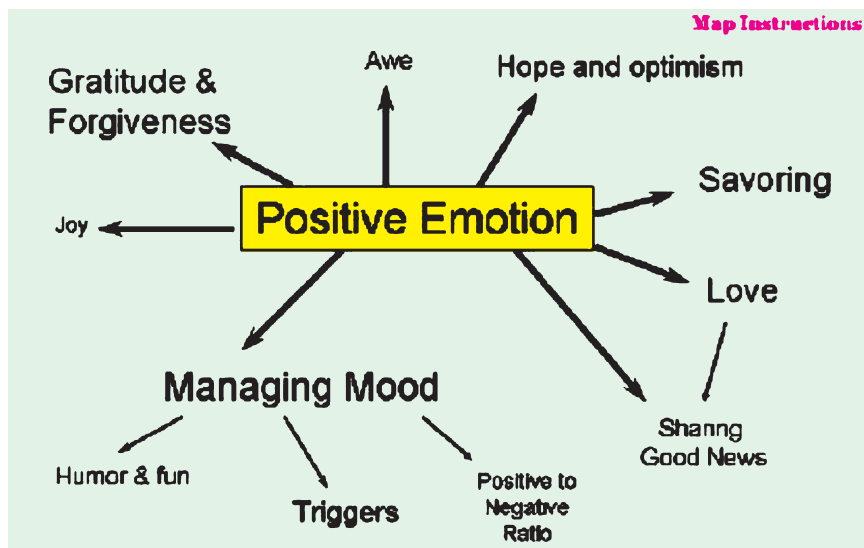 Map Instructions
Awe
Hope and optimism
Gratitude &
Forgiveness
Savoring
Positive Emotion
Joy
Love
Managing Mood
Sharing
Good News
Humor & fun
Triggers
Positive to
Negative
Ratio